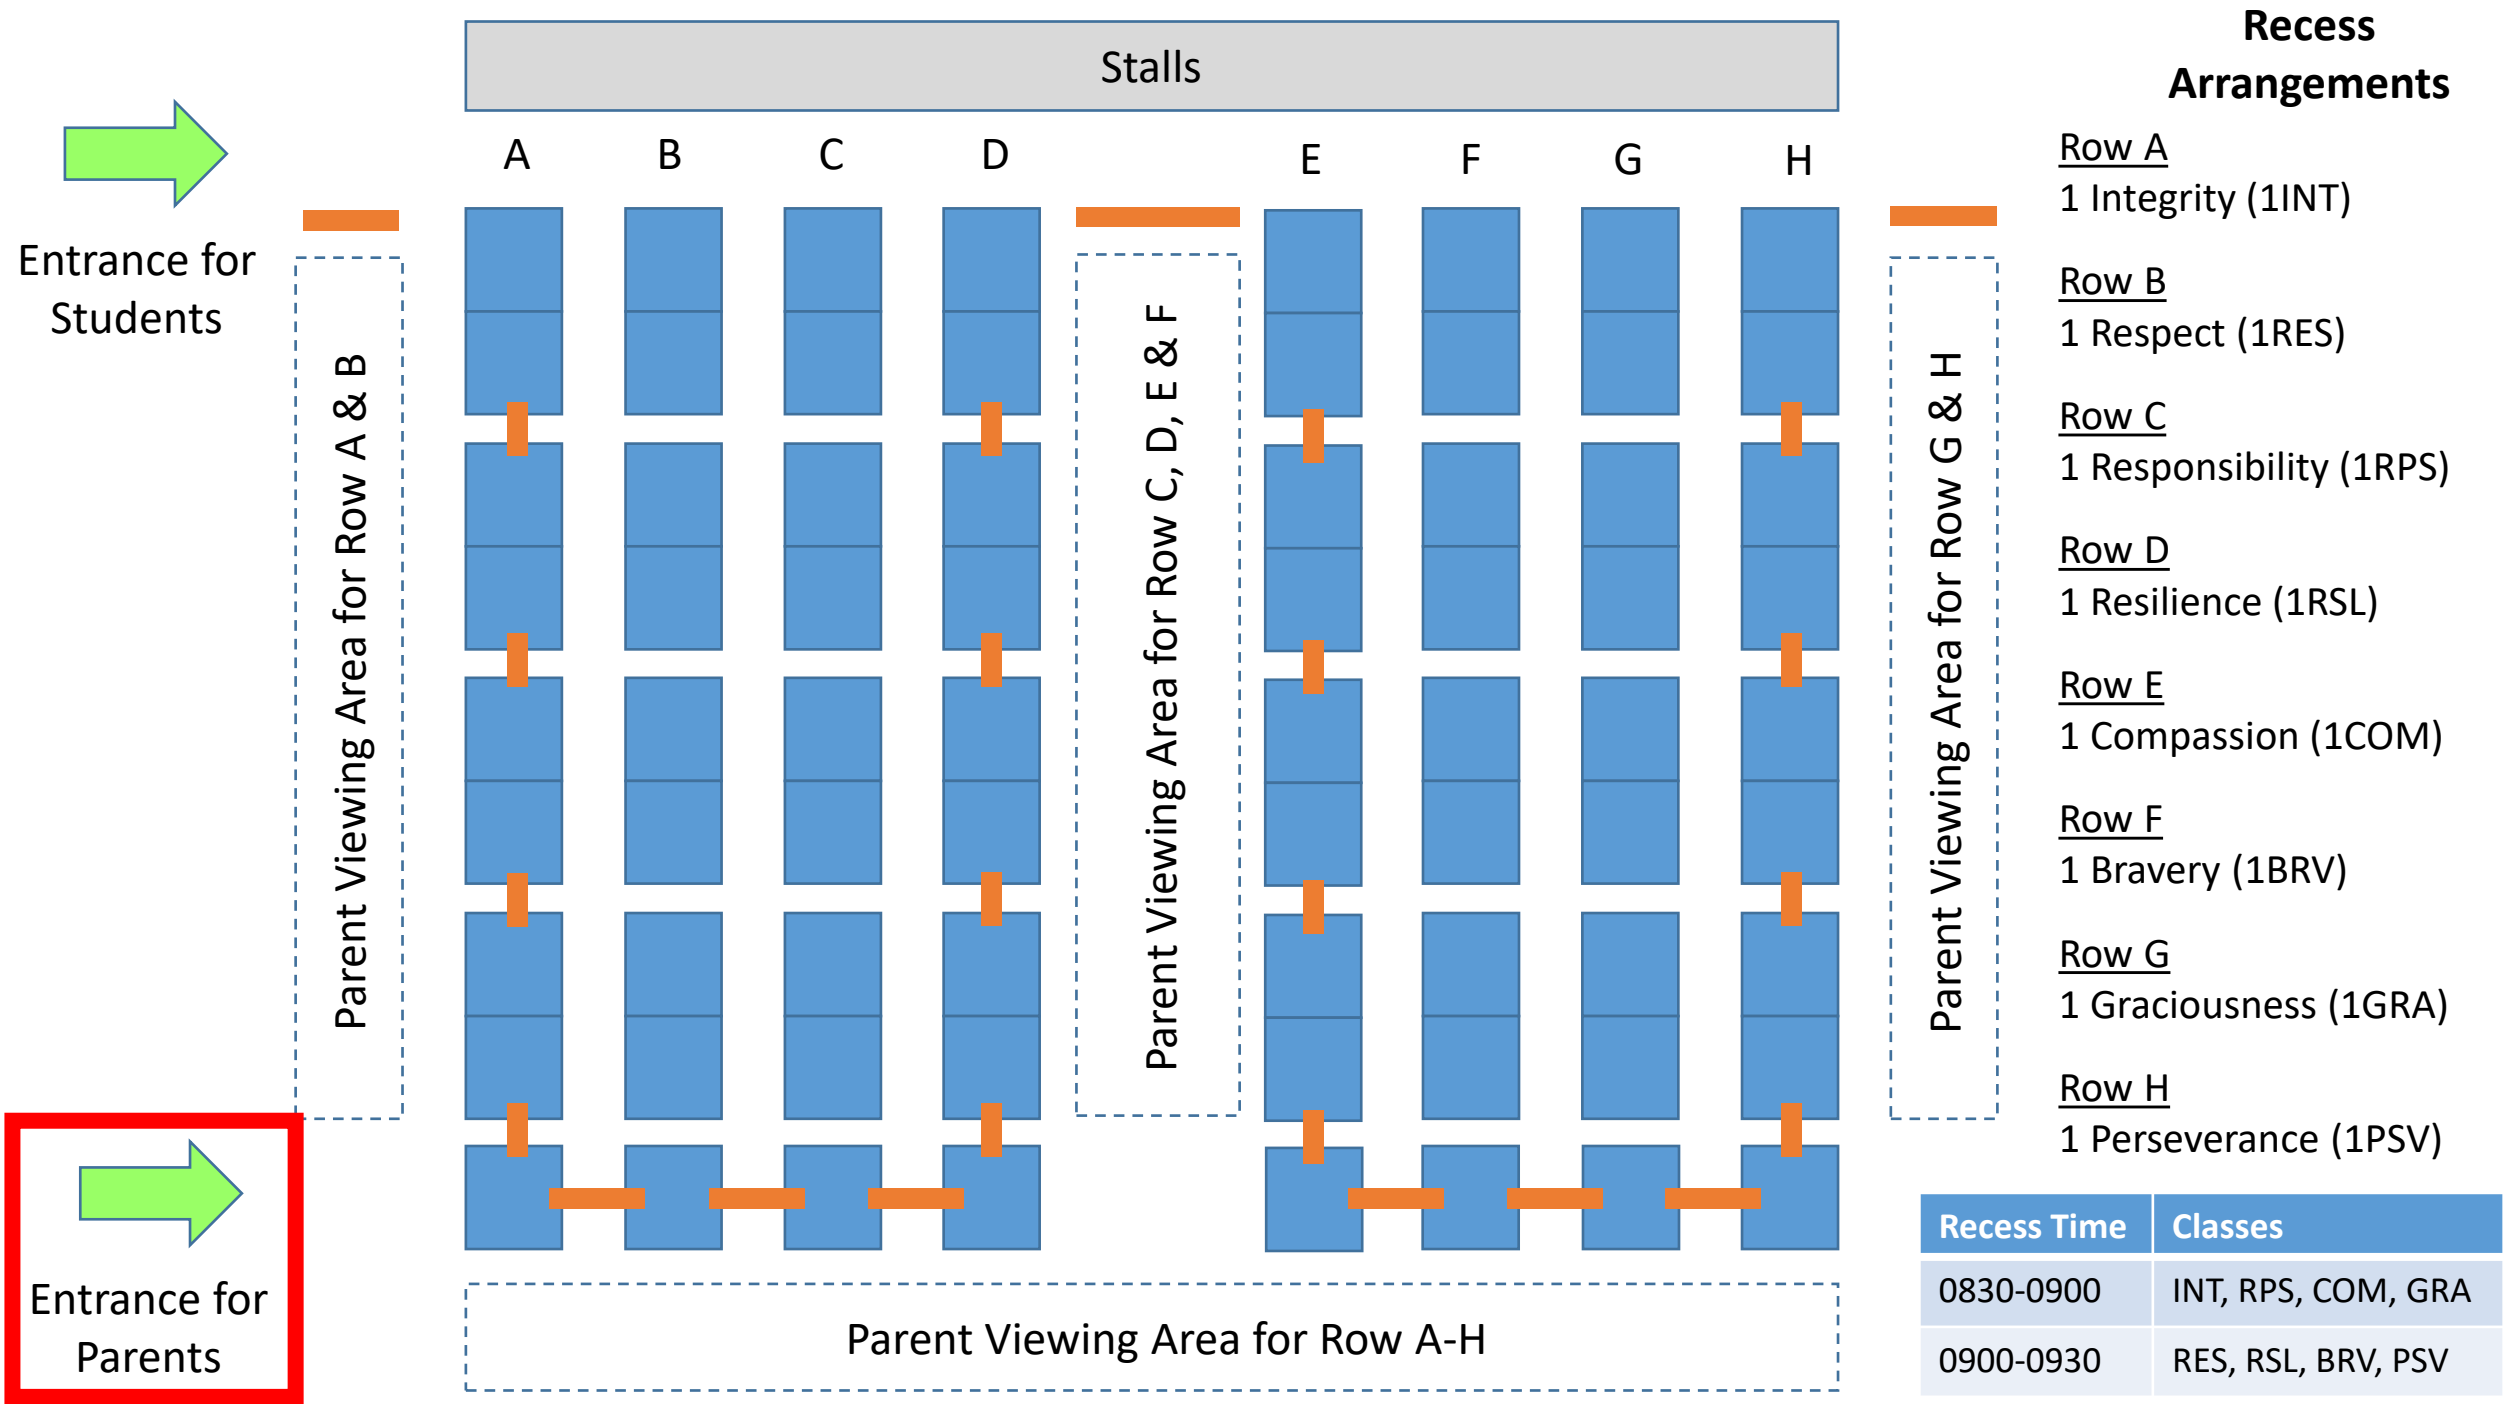 Stalls
Recess
Arrangements
A B C D E F G H
Entrance for
Students
Parent Viewing Area for Row A & B
Parent Viewing Area for Row C, D, E & F
Parent Viewing Area for Row G & H
Row A
1 Integrity (1INT)
Row B
1 Respect (1RES)
Row C
1 Responsibility (1RPS)
Row D
1 Resilience (1RSL)
Row E
1 Compassion (1COM)
Row F
1 Bravery (1BRV)
Row G
1 Graciousness (1GRA)
Row H
1 Perseverance (1PSV)
Entrance for
Parents
Parent Viewing Area for Row A-H
Recess Time Classes
0830-0900 INT, RPS, COM, GRA
0900-0930 RES, RSL, BRV, PSV